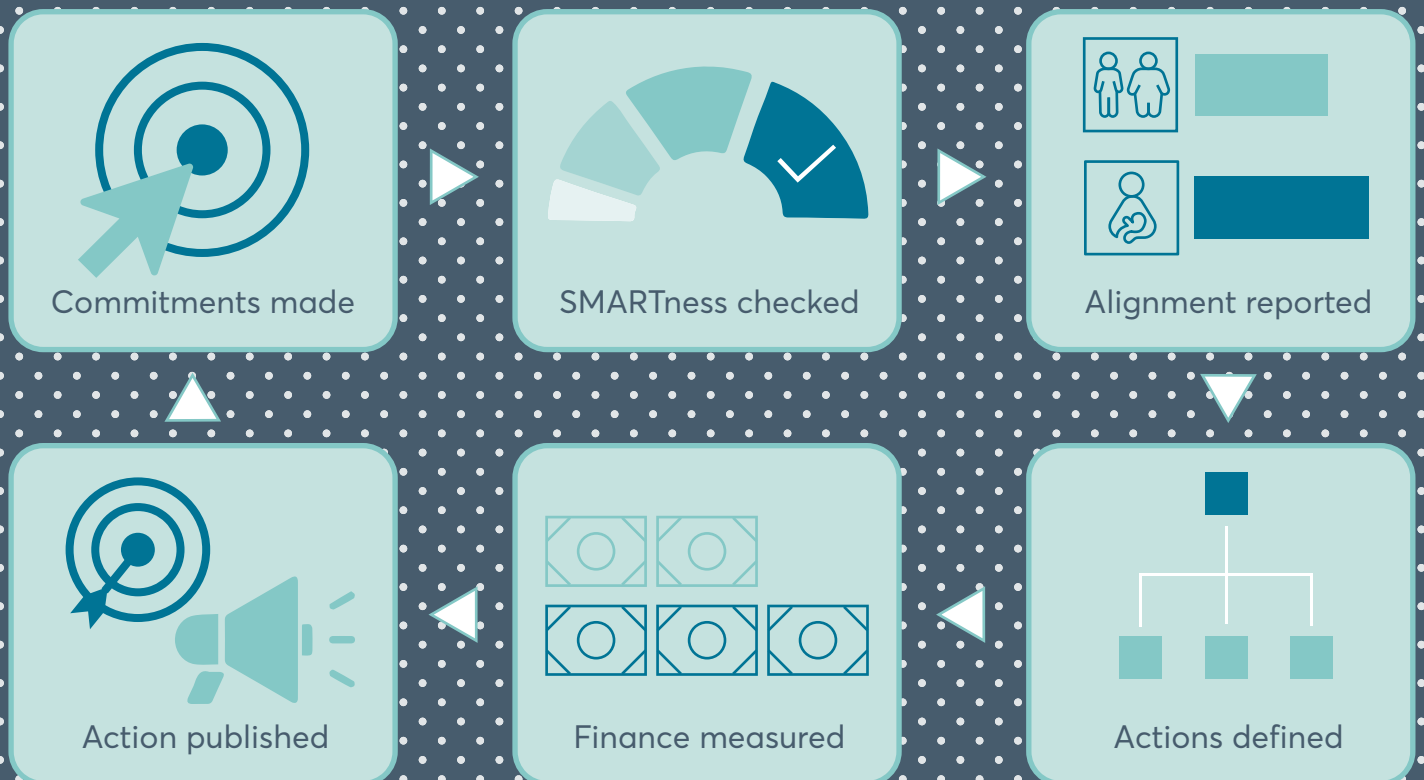 Commitments made
SMARTness checked
Alignment reported
Action published
Finance measured
Actions defined